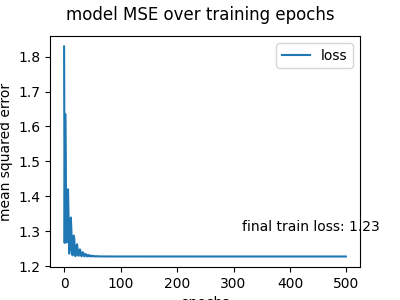 model MSE over training epochs
loss
mean squared error
1.8
1.7
1.6
1.5
1.4
1.3
1.2
final train loss: 1.23
0 100 200 300 400 500
epochs